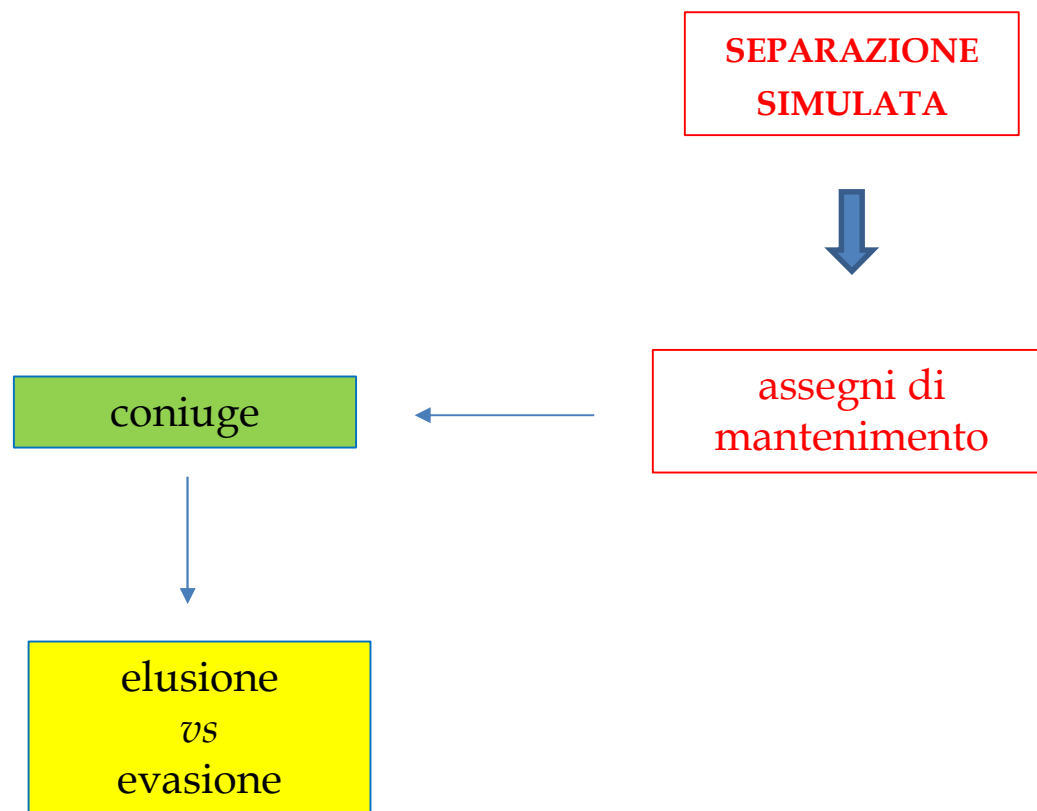 SEPARAZIONE
SIMULATA
assegni di
mantenimento
coniuge
elusione
vs
evasione